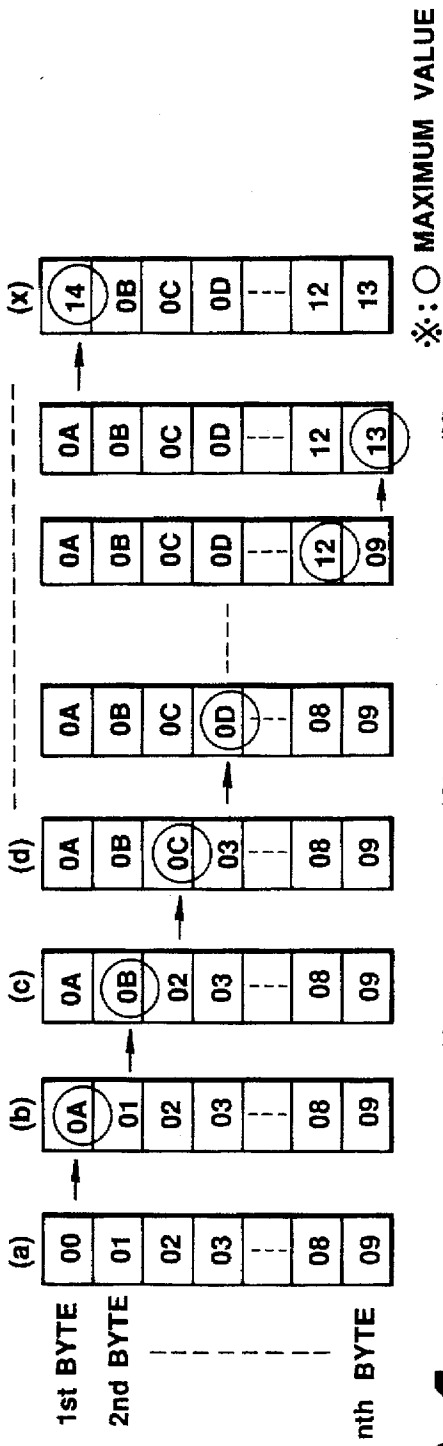 (a) (b) (c) (d) (x)
1st BYTE 00 0A 0A 0A 0A 0A 0A 14
2nd BYTE 01 01 0B 0B 0B 0B 0B 0B
02 02 02 0C 0C 0C 0C 0C
03 03 03 03 0D 0D 0D 0D
08 08 08 08 08 12 12 12
nth BYTE 09 09 09 09 09 09 13 13
※: ○ MAXIMUM VALUE